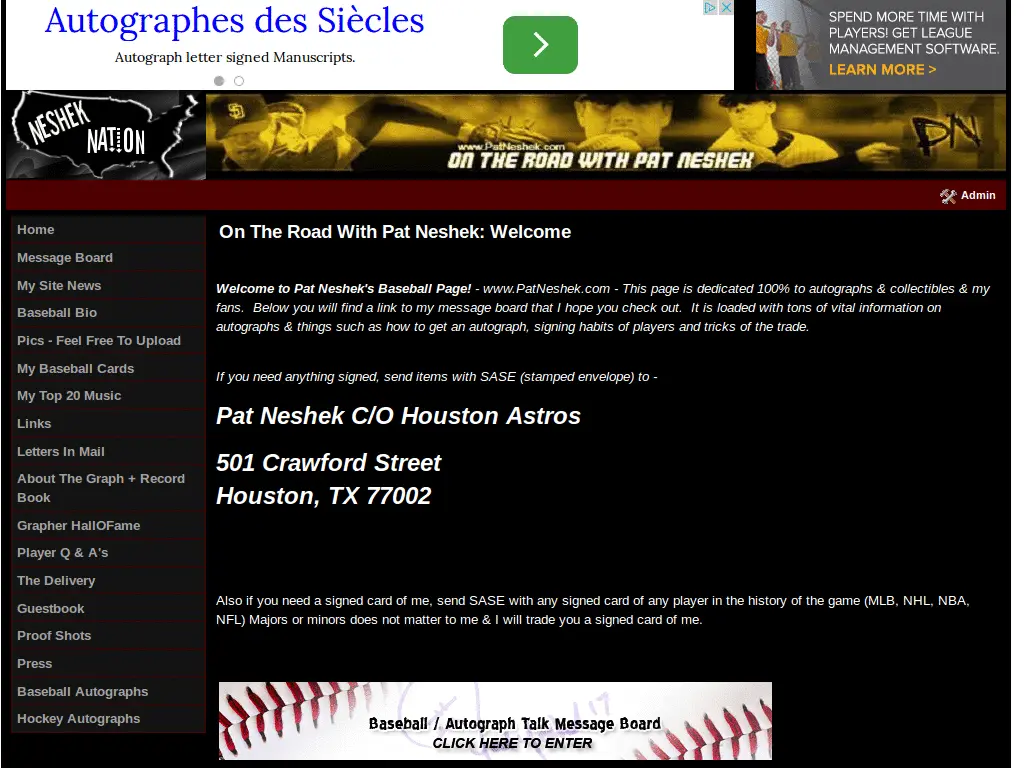 Autographes des Siècles
Autograph letter signed Manuscripts.
SPEND MORE TIME WITH
PLAYERS! GET LEAGUE
MANAGEMENT SOFTWARE.
LEARN MORE >
NESHEK
NATION
SD
www.PatNeshek.com
ON THE ROAD WITH PAT NESHEK
PN
Admin
Home
Message Board
My Site News
Baseball Bio
Pics - Feel Free To Upload
My Baseball Cards
My Top 20 Music
Links
Letters In Mail
About The Graph + Record
Book
Grapher HallOFame
Player Q & A's
The Delivery
Guestbook
Proof Shots
Press
Baseball Autographs
Hockey Autographs
On The Road With Pat Neshek: Welcome
Welcome to Pat Neshek's Baseball Page! - www.PatNeshek.com - This page is dedicated 100% to autographs & collectibles & my
fans.  Below you will find a link to my message board that I hope you check out.  It is loaded with tons of vital information on
autographs & things such as how to get an autograph, signing habits of players and tricks of the trade.
If you need anything signed, send items with SASE (stamped envelope) to -
Pat Neshek C/O Houston Astros
501 Crawford Street
Houston, TX 77002
Also if you need a signed card of me, send SASE with any signed card of any player in the history of the game (MLB, NHL, NBA,
NFL) Majors or minors does not matter to me & I will trade you a signed card of me.
Baseball / Autograph Talk Message Board
CLICK HERE TO ENTER